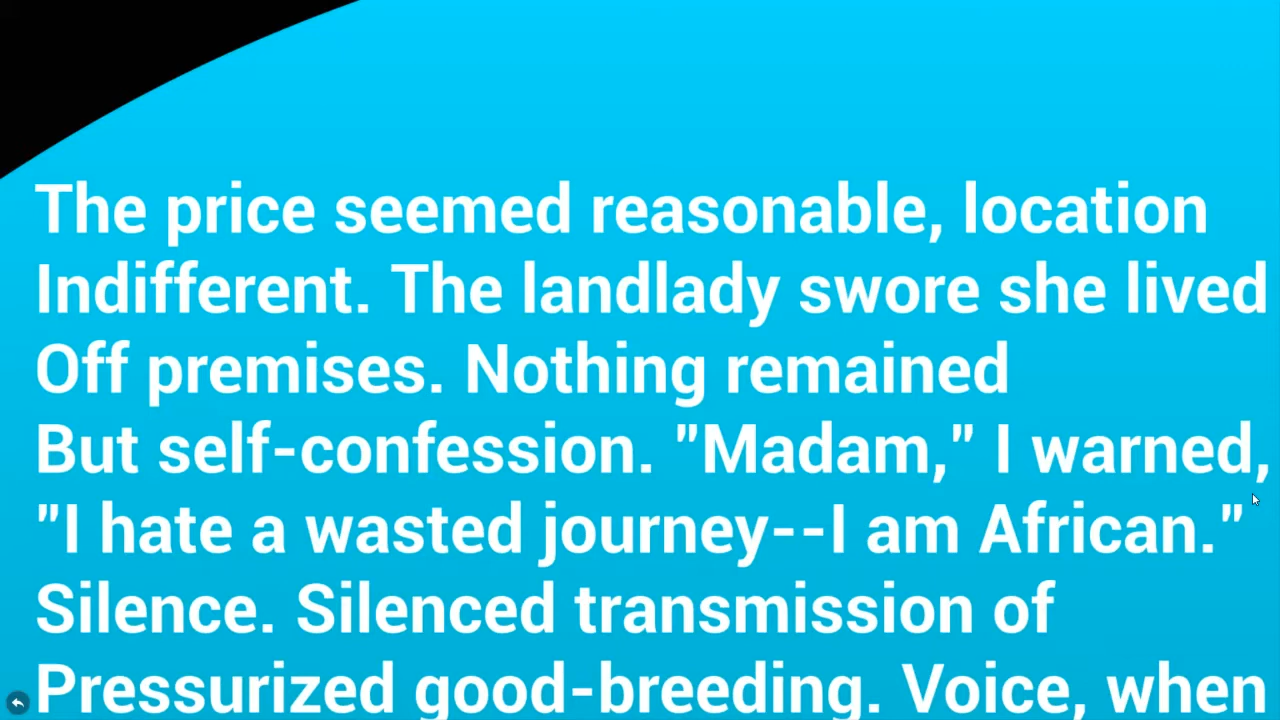 The price seemed reasonable, location
Indifferent. The landlady swore she lived
Off premises. Nothing remained
But self-confession. "Madam," I warned,
"I hate a wasted journey--I am African."
Silence. Silenced transmission of
Pressurized good-breeding. Voice, when